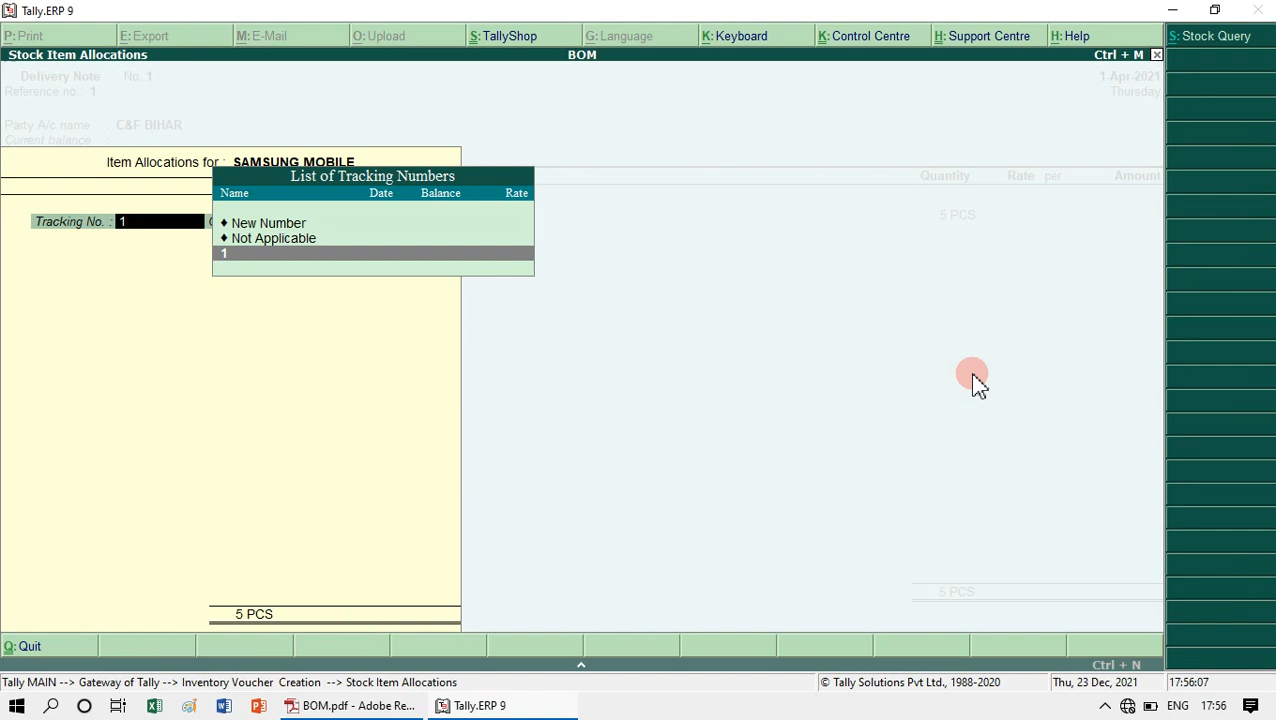 Tally.ERP 9
P: Print E: Export M: E-Mail O: Upload S: TallyShop G: Language K: Keyboard K: Control Centre H: Support Centre H: Help S: Stock Query
Stock Item Allocations BOM Ctrl + M
Delivery Note No. 1 1-Apr-2021
Reference no.: 1 Thursday
Party A/c name : C&F BIHAR
Current balance :
Item Allocations for : SAMSUNG MOBILE
List of Tracking Numbers
Quantity Rate per Amount
Name Date Balance Rate
5 PCS
Tracking No. : 1
♦ New Number
♦ Not Applicable
1
5 PCS
5 PCS
Q: Quit
Ctrl + N
Tally MAIN --> Gateway of Tally --> Inventory Voucher Creation --> Stock Item Allocations © Tally Solutions Pvt Ltd., 1988-2020 Thu, 23 Dec, 2021 17:56:07
BOM.pdf - Adobe Re... Tally.ERP 9 ENG 17:56